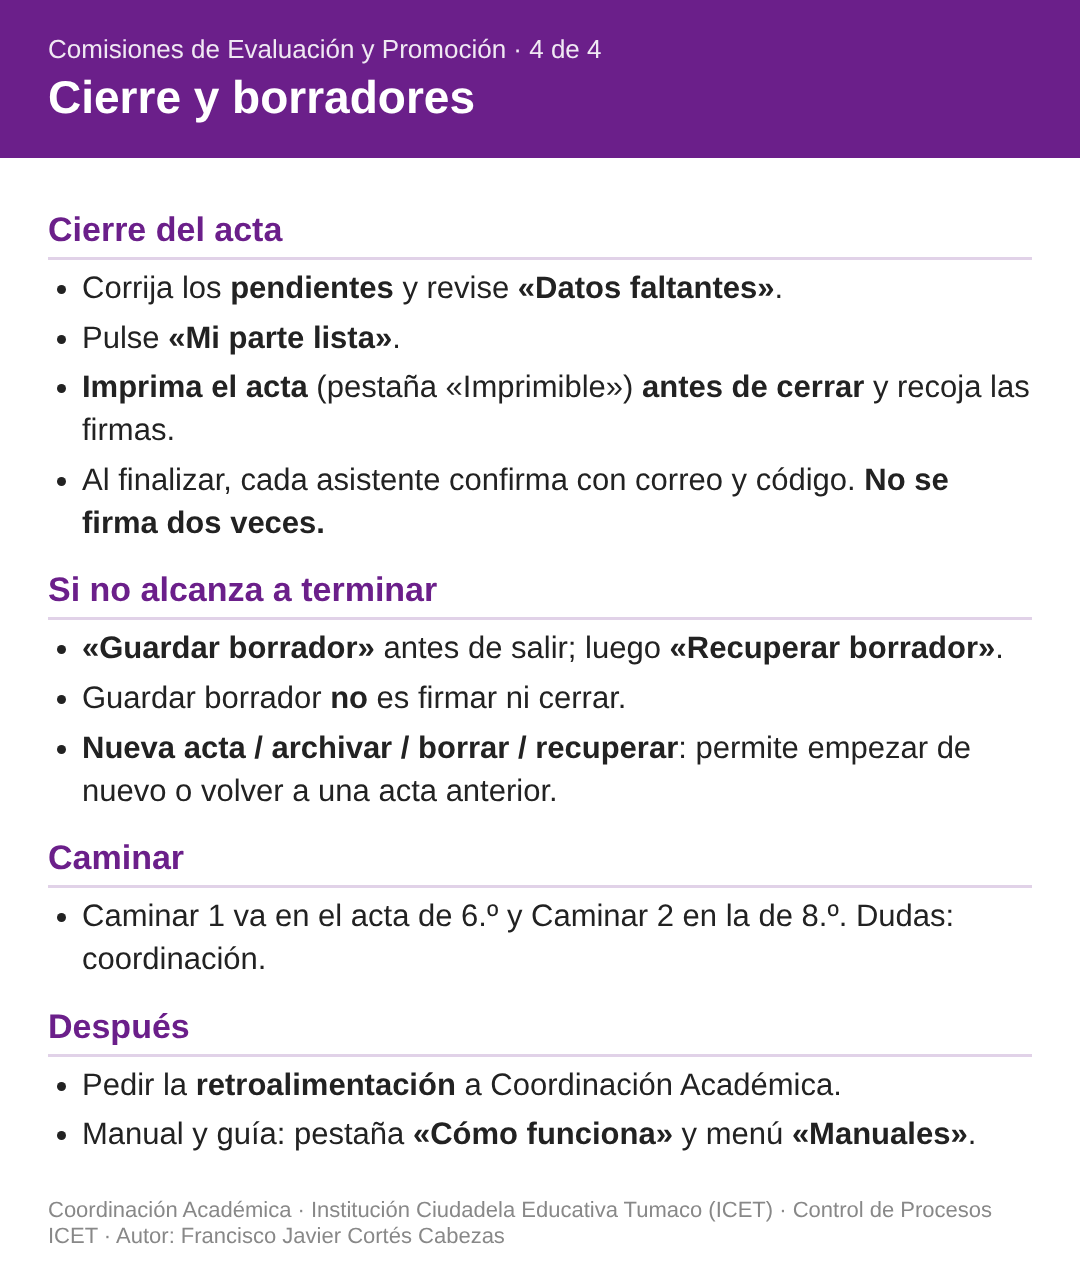 Comisiones de Evaluación y Promoción · 4 de 4
Cierre y borradores
Cierre del acta
• Corrija los pendientes y revise «Datos faltantes».
• Pulse «Mi parte lista».
• Imprima el acta (pestaña «Imprimible») antes de cerrar y recoja las
firmas.
• Al finalizar, cada asistente confirma con correo y código. No se
firma dos veces.
Si no alcanza a terminar
• «Guardar borrador» antes de salir; luego «Recuperar borrador».
• Guardar borrador no es firmar ni cerrar.
• Nueva acta / archivar / borrar / recuperar: permite empezar de
nuevo o volver a una acta anterior.
Caminar
• Caminar 1 va en el acta de 6.º y Caminar 2 en la de 8.º. Dudas:
coordinación.
Después
• Pedir la retroalimentación a Coordinación Académica.
• Manual y guía: pestaña «Cómo funciona» y menú «Manuales».
Coordinación Académica · Institución Ciudadela Educativa Tumaco (ICET) · Control de Procesos
ICET · Autor: Francisco Javier Cortés Cabezas